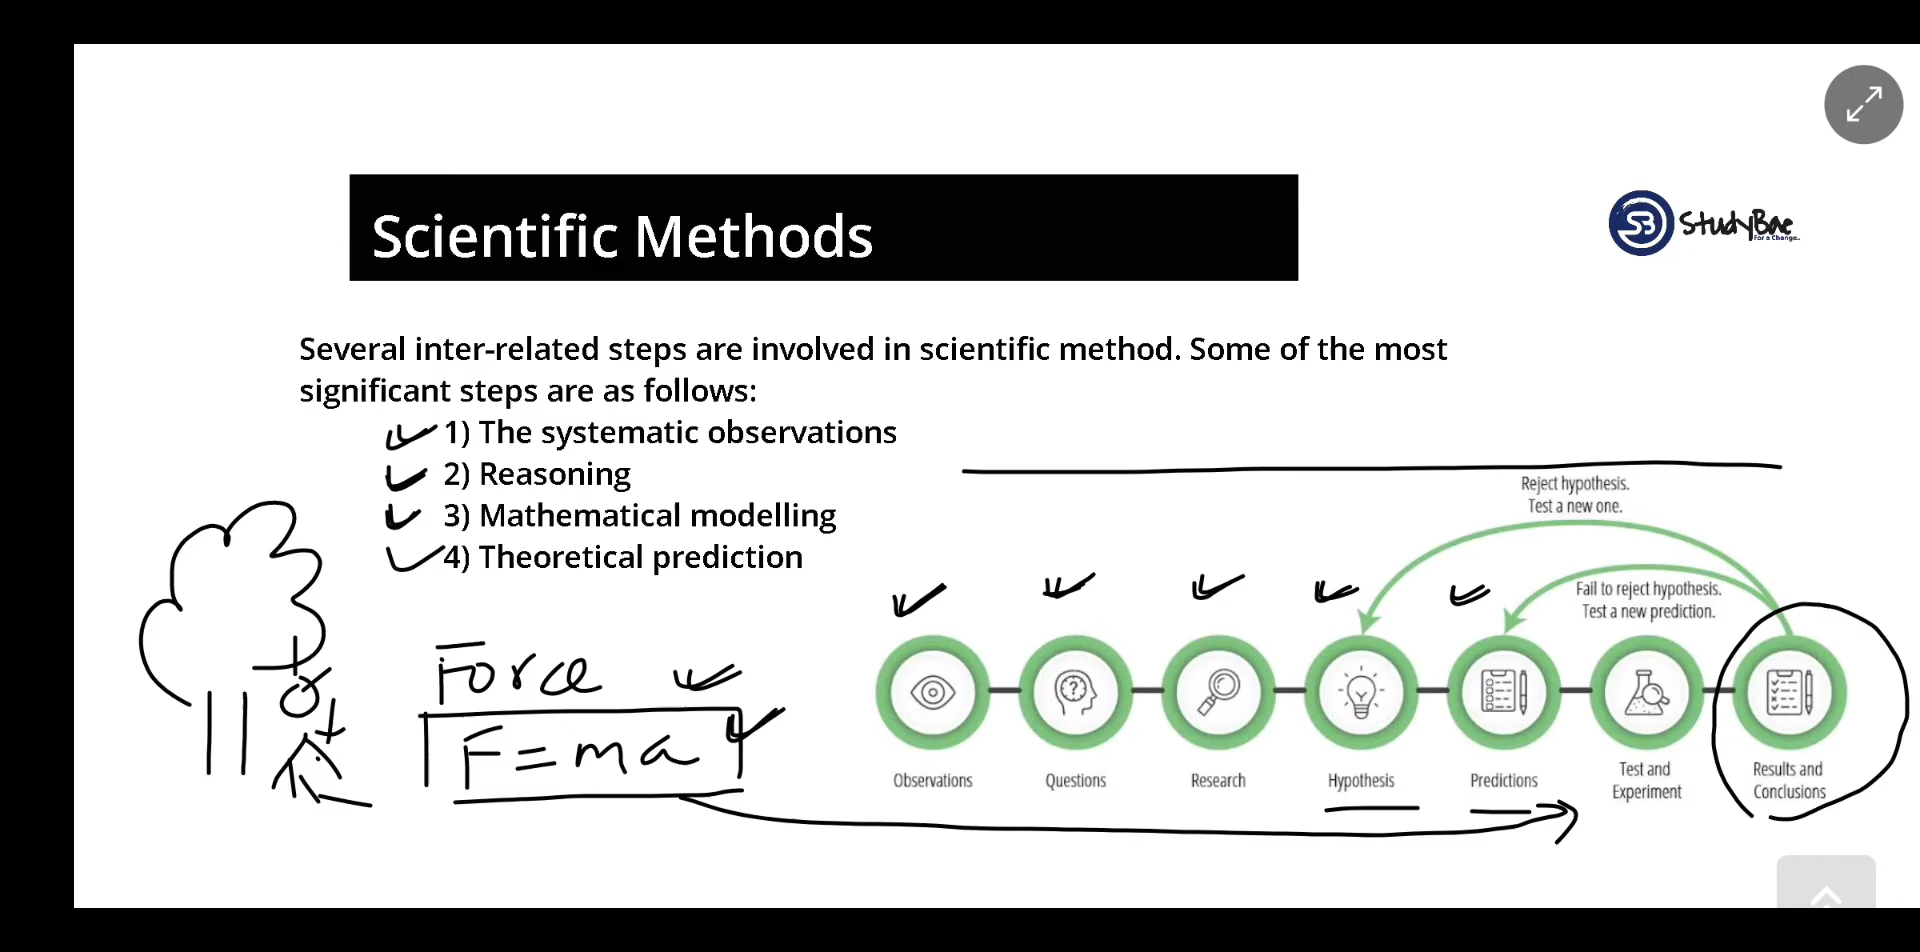 Scientific Methods
StudyBae
For a Change..
Several inter-related steps are involved in scientific method. Some of the most
significant steps are as follows:
1) The systematic observations
2) Reasoning
3) Mathematical modelling
4) Theoretical prediction
Reject hypothesis.
Test a new one.
Fail to reject hypothesis.
Test a new prediction.
Force
F = ma
Observations
Questions
Research
Hypothesis
Predictions
Test and
Experiment
Results and
Conclusions